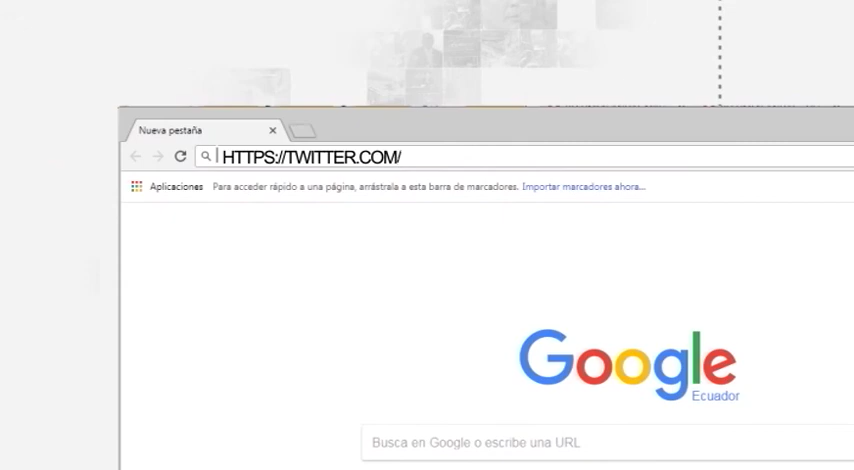 Nueva pestaña
HTTPS://TWITTER.COM/
Aplicaciones Para acceder rápido a una página, arrástrala a esta barra de marcadores. Importar marcadores ahora...
Google
Ecuador
Busca en Google o escribe una URL